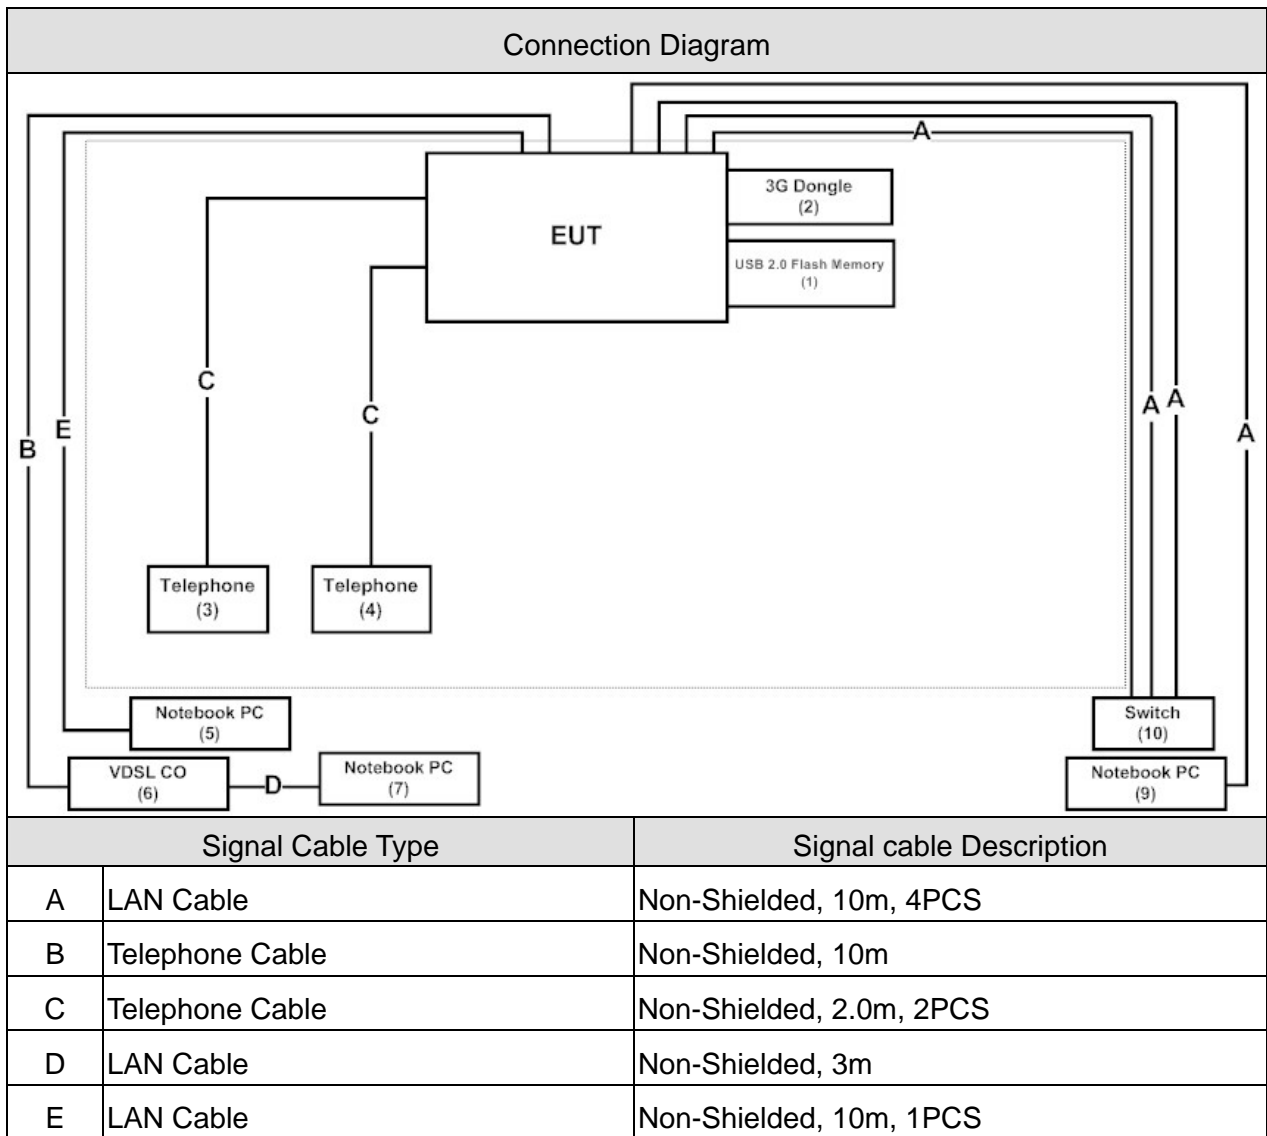 Connection Diagram
A
3G Dongle
(2)
EUT
USB 2.0 Flash Memory
(1)
C
C
A A
B
E
A
Telephone
(3)
Telephone
(4)
Notebook PC
(5)
Switch
(10)
VDSL CO
(6)
D
Notebook PC
(7)
Notebook PC
(9)
Signal Cable Type Signal cable Description
A LAN Cable Non-Shielded, 10m, 4PCS
B Telephone Cable Non-Shielded, 10m
C Telephone Cable Non-Shielded, 2.0m, 2PCS
D LAN Cable Non-Shielded, 3m
E LAN Cable Non-Shielded, 10m, 1PCS